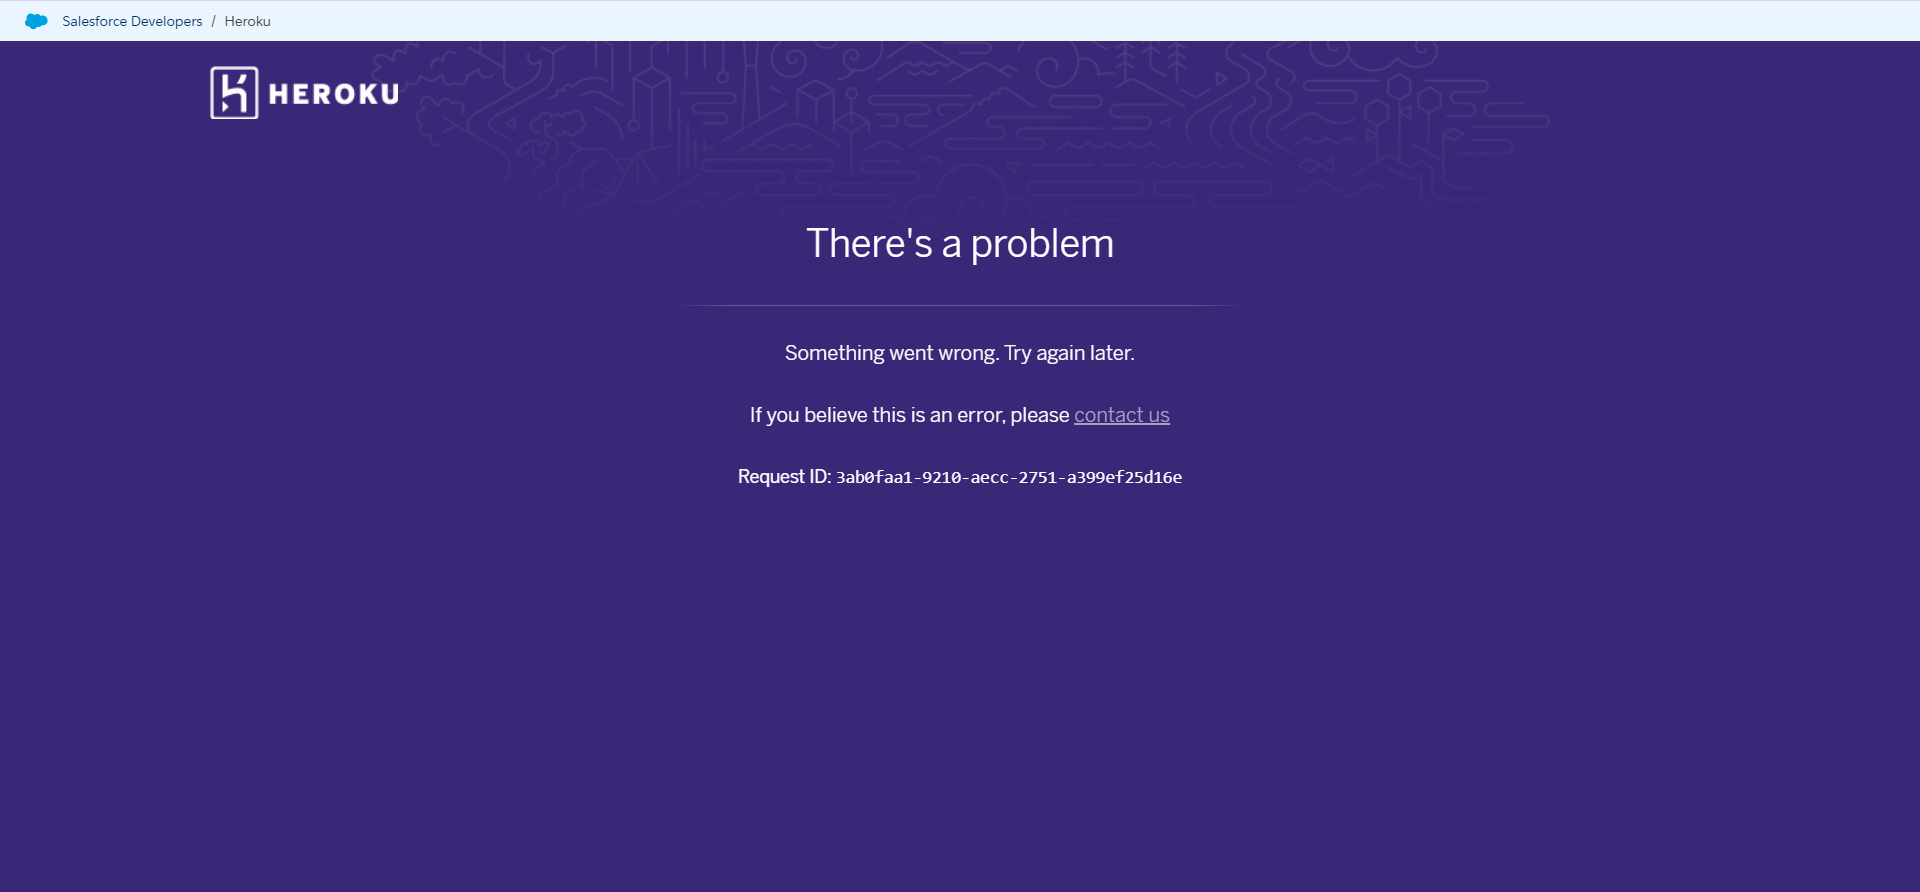 Salesforce Developers / Heroku
HEROKU
There's a problem
Something went wrong. Try again later.
If you believe this is an error, please contact us
Request ID: 3ab0faa1-9210-aecc-2751-a399ef25d16e